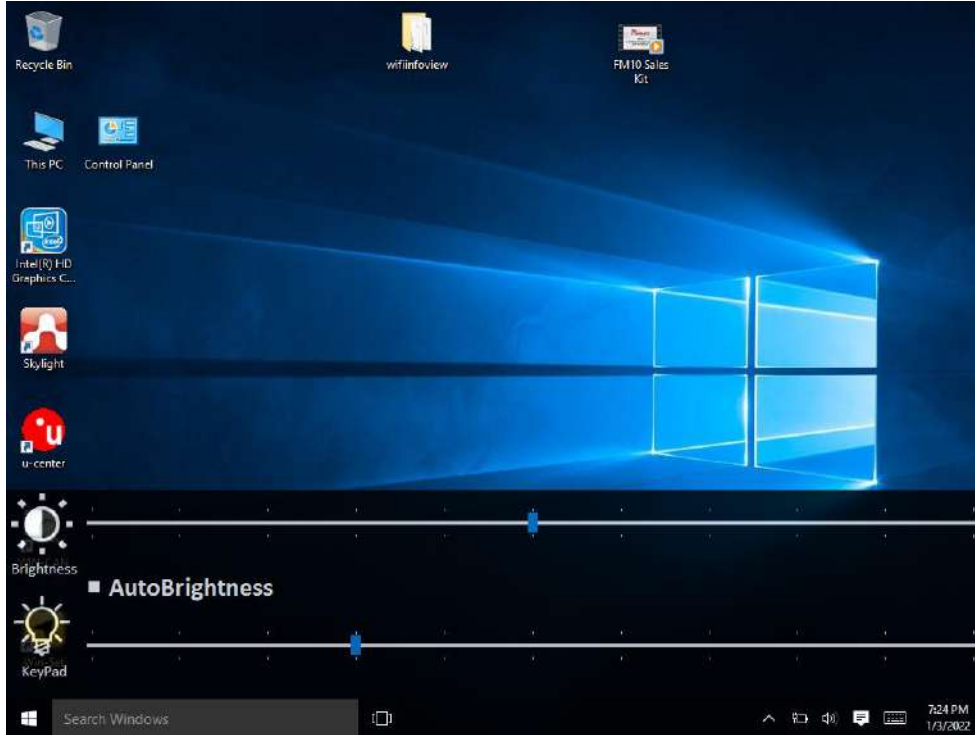 Recycle Bin
wifiinfoview
FM10 Sales
Kit
This PC
Control Panel
intel
Intel(R) HD
Graphics C...
Skylight
u
u-center
Brightness
AutoBrightness
KeyPad
Search Windows
7:24 PM
1/3/2022